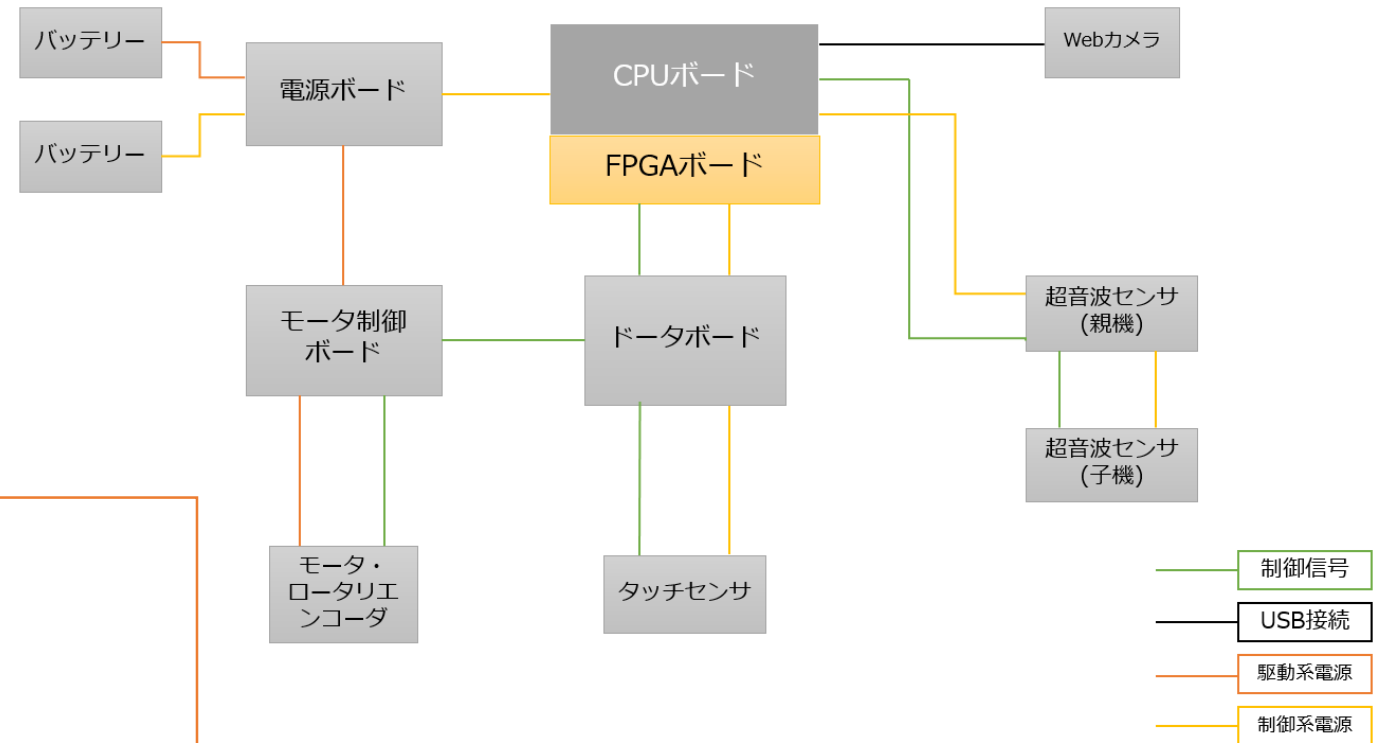 バッテリー
電源ボード
CPUボード
Webカメラ
バッテリー
FPGAボード
モータ制御
ボード
ドータボード
超音波センサ
(親機)
超音波センサ
(子機)
モータ・
ロータリエ
ンコーダ
タッチセンサ
制御信号
USB接続
駆動系電源
制御系電源